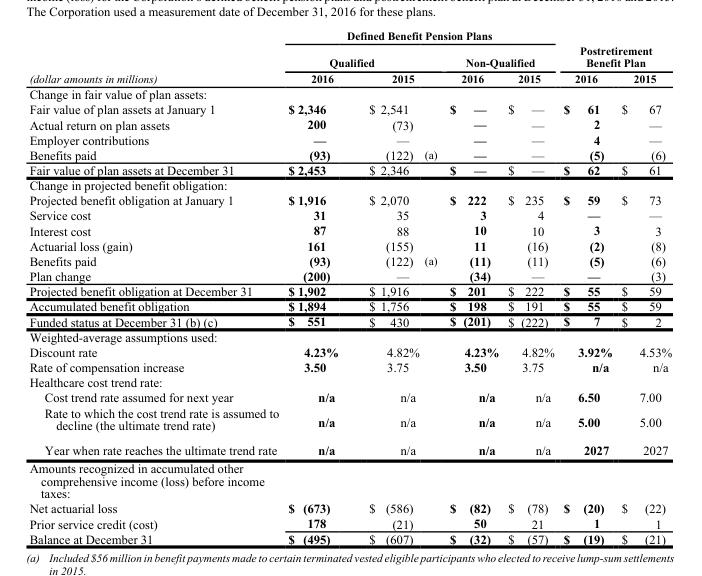 The Corporation used a measurement date of December 31, 2016 for these plans.
Defined Benefit Pension Plans
Postretirement
Qualified Non-Qualified Benefit Plan
(dollar amounts in millions) 2016 2015 2016 2015 2016 2015
Change in fair value of plan assets:
Fair value of plan assets at January 1 $ 2,346 $ 2,541 $ — $ — $ 61 $ 67
Actual return on plan assets 200 (73) — — 2 —
Employer contributions — — — — 4 —
Benefits paid (93) (122) (a) — — (5) (6)
Fair value of plan assets at December 31 $ 2,453 $ 2,346 $ — $ — $ 62 $ 61
Change in projected benefit obligation:
Projected benefit obligation at January 1 $ 1,916 $ 2,070 $ 222 $ 235 $ 59 $ 73
Service cost 31 35 3 4 — —
Interest cost 87 88 10 10 3 3
Actuarial loss (gain) 161 (155) 11 (16) (2) (8)
Benefits paid (93) (122) (a) (11) (11) (5) (6)
Plan change (200) — (34) — — (3)
Projected benefit obligation at December 31 $ 1,902 $ 1,916 $ 201 $ 222 $ 55 $ 59
Accumulated benefit obligation $ 1,894 $ 1,756 $ 198 $ 191 $ 55 $ 59
Funded status at December 31 (b) (c) $ 551 $ 430 $ (201) $ (222) $ 7 $ 2
Weighted-average assumptions used:
Discount rate 4.23% 4.82% 4.23% 4.82% 3.92% 4.53%
Rate of compensation increase 3.50 3.75 3.50 3.75 n/a n/a
Healthcare cost trend rate:
Cost trend rate assumed for next year n/a n/a n/a n/a 6.50 7.00
Rate to which the cost trend rate is assumed to
decline (the ultimate trend rate) n/a n/a n/a n/a 5.00 5.00
Year when rate reaches the ultimate trend rate n/a n/a n/a n/a 2027 2027
Amounts recognized in accumulated other
comprehensive income (loss) before income
taxes:
Net actuarial loss $ (673) $ (586) $ (82) $ (78) $ (20) $ (22)
Prior service credit (cost) 178 (21) 50 21 1 1
Balance at December 31 $ (495) $ (607) $ (32) $ (57) $ (19) $ (21)
(a) Included $56 million in benefit payments made to certain terminated vested eligible participants who elected to receive lump-sum settlements
in 2015.